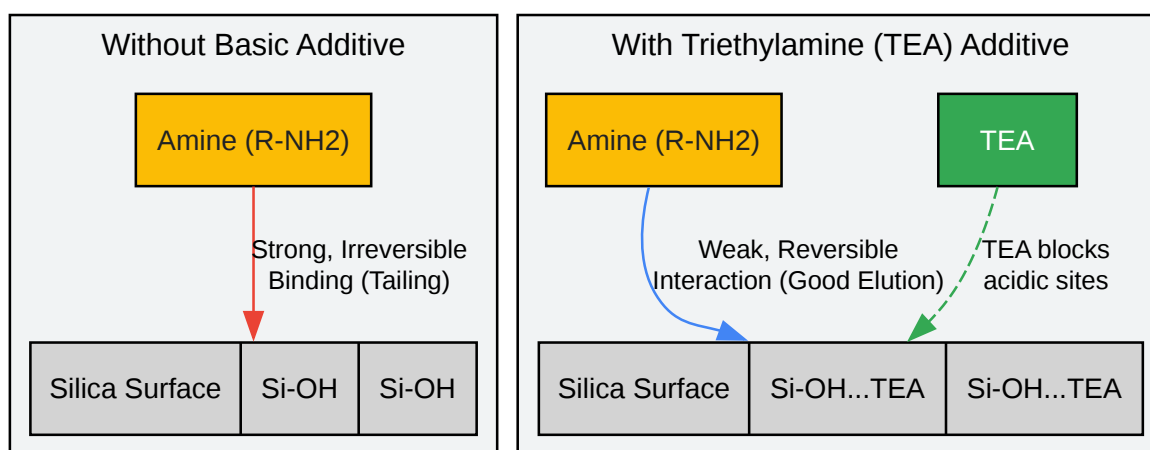 Without Basic Additive
Amine (R-NH2)
Strong, Irreversible
Binding (Tailing)
Silica Surface
Si-OH
Si-OH
With Triethylamine (TEA) Additive
Amine (R-NH2)
TEA
Weak, Reversible
Interaction (Good Elution)
TEA blocks
acidic sites
Silica Surface
Si-OH...TEA
Si-OH...TEA